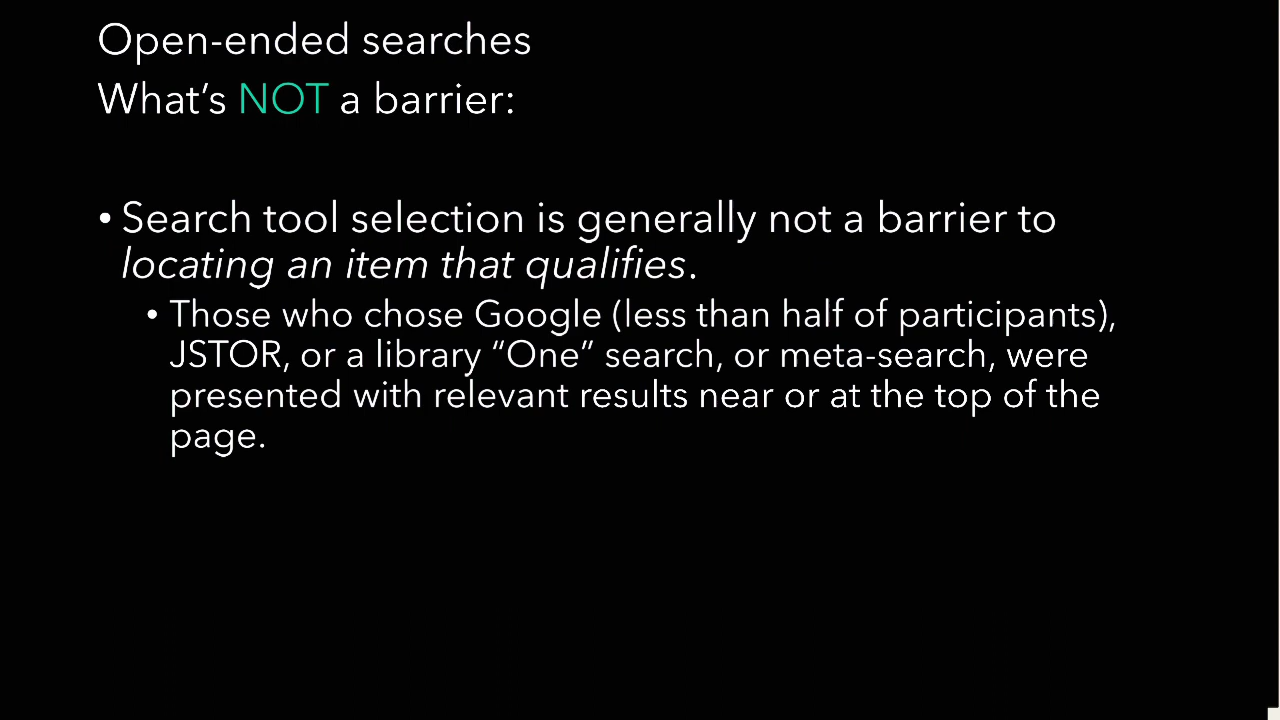 Open-ended searches
What’s NOT a barrier:
• Search tool selection is generally not a barrier to
locating an item that qualifies.
• Those who chose Google (less than half of participants),
JSTOR, or a library “One” search, or meta-search, were
presented with relevant results near or at the top of the
page.